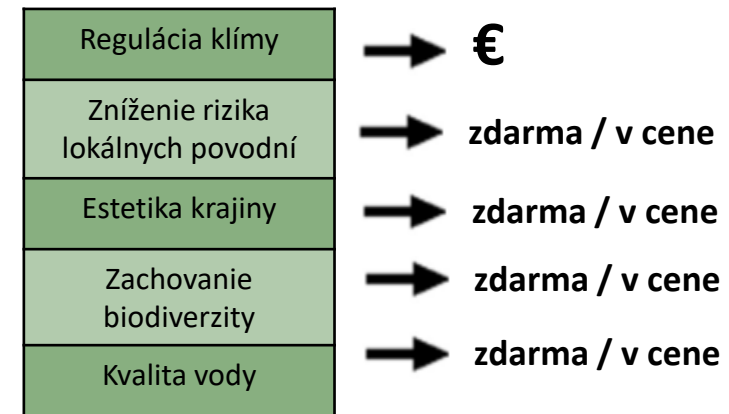 Regulácia klímy
€
Zníženie rizika
lokálnych povodní
zdarma / v cene
Estetika krajiny
zdarma / v cene
Zachovanie
biodiverzity
zdarma / v cene
Kvalita vody
zdarma / v cene